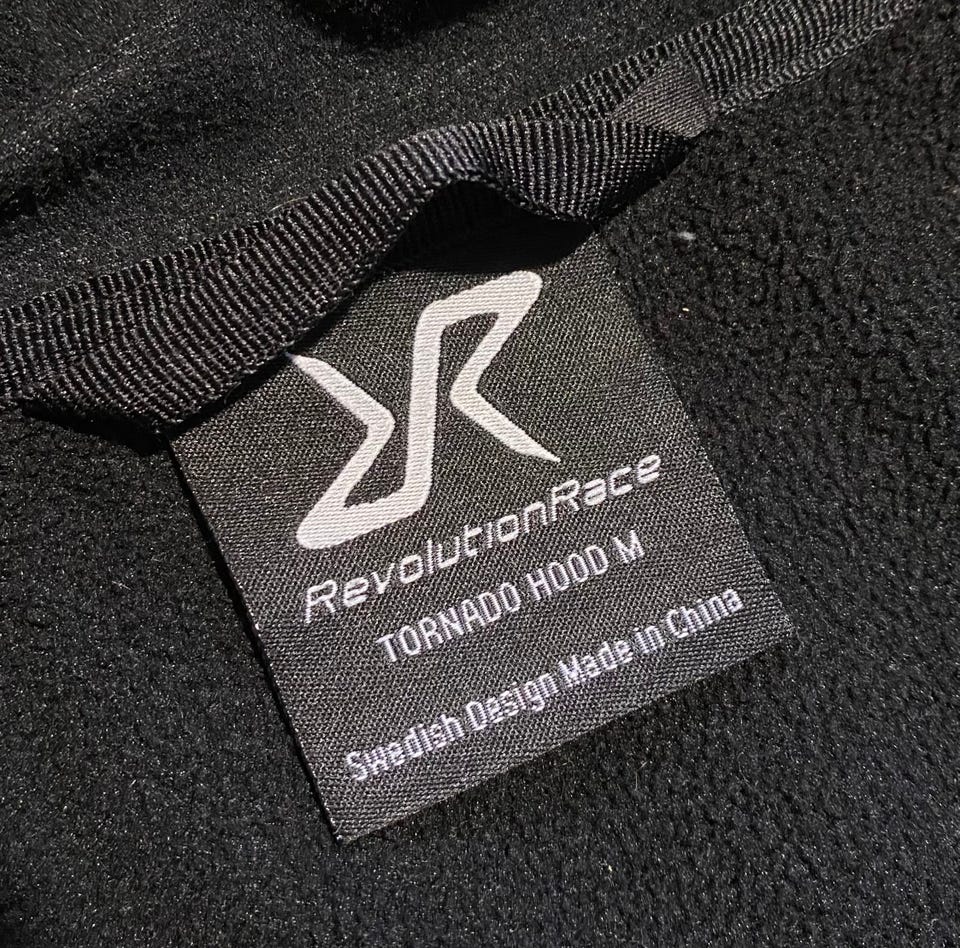 RevolutionRace
TORNADO HOOD M
Swedish Design Made in China